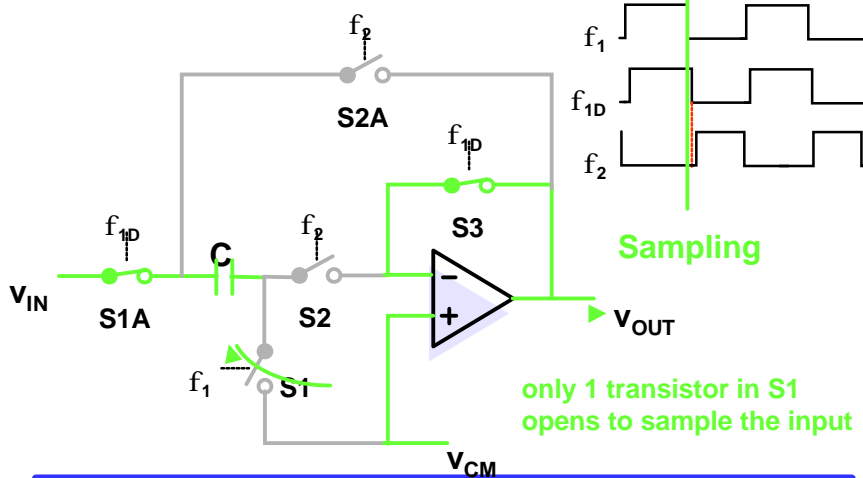 f2
S2A
f1D
S3
f1D
C
f2
vIN
S1A
S2
f1
S1
vCM
−
+
vOUT
f1
f1D
f2
Sampling
only 1 transistor in S1
opens to sample the input